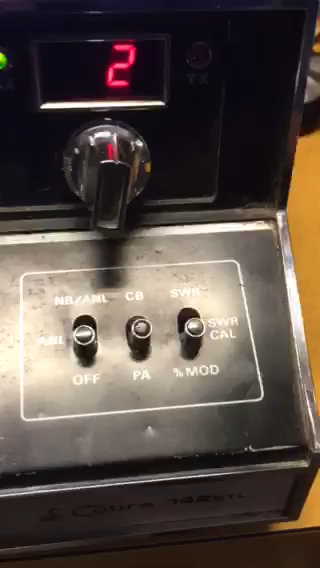 2
TX
NB/ANL CB SWR
ANL SWR
CAL
OFF PA % MOD
Cobra 142GTL